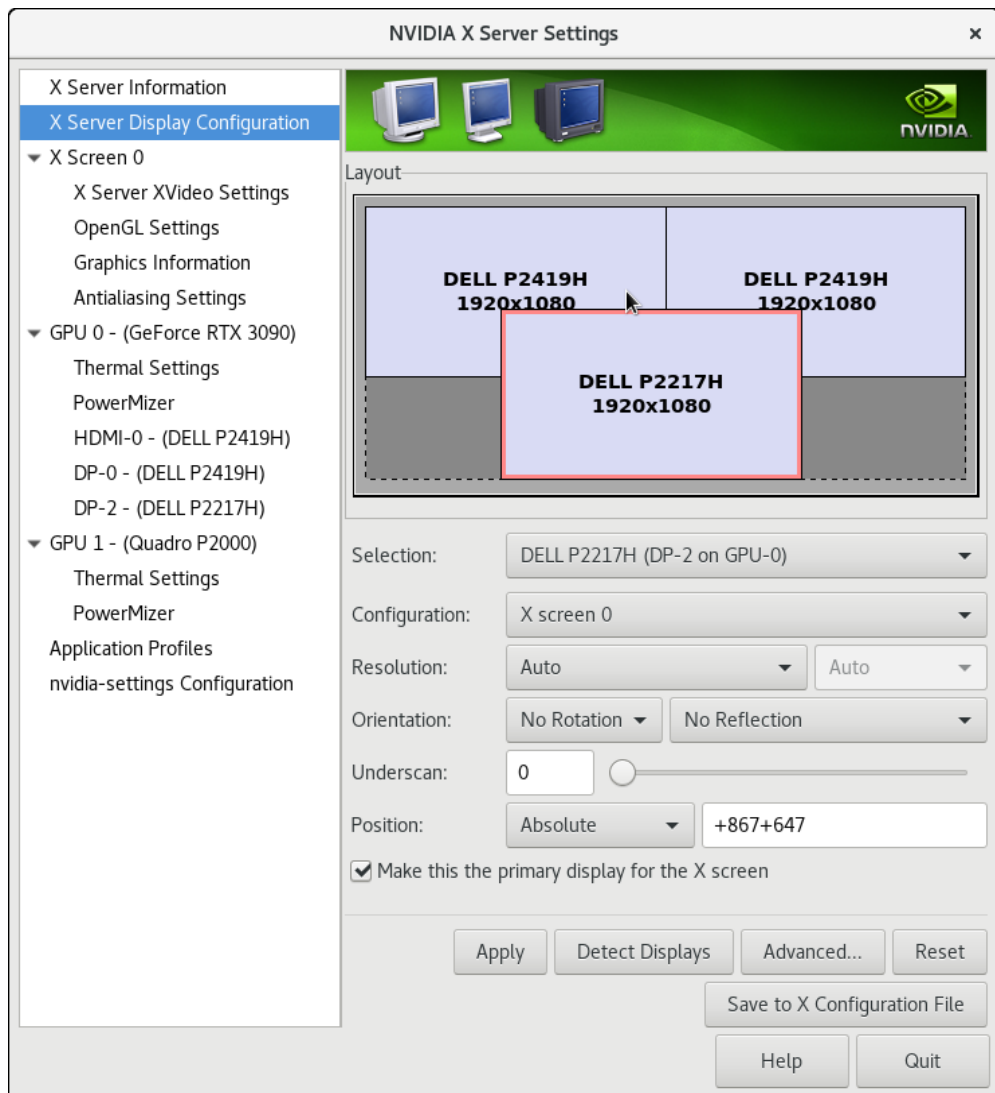 NVIDIA X Server Settings
X Server Information
X Server Display Configuration
X Screen 0
X Server XVideo Settings
OpenGL Settings
Graphics Information
Antialiasing Settings
GPU 0 - (GeForce RTX 3090)
Thermal Settings
PowerMizer
HDMI-0 - (DELL P2419H)
DP-0 - (DELL P2419H)
DP-2 - (DELL P2217H)
GPU 1 - (Quadro P2000)
Thermal Settings
PowerMizer
Application Profiles
nvidia-settings Configuration
NVIDIA
Layout
DELL P2419H
1920x1080
DELL P2419H
1920x1080
DELL P2217H
1920x1080
Selection: DELL P2217H (DP-2 on GPU-0)
Configuration: X screen 0
Resolution: Auto Auto
Orientation: No Rotation No Reflection
Underscan: 0
Position: Absolute +867+647
Make this the primary display for the X screen
Apply Detect Displays Advanced... Reset
Save to X Configuration File
Help Quit